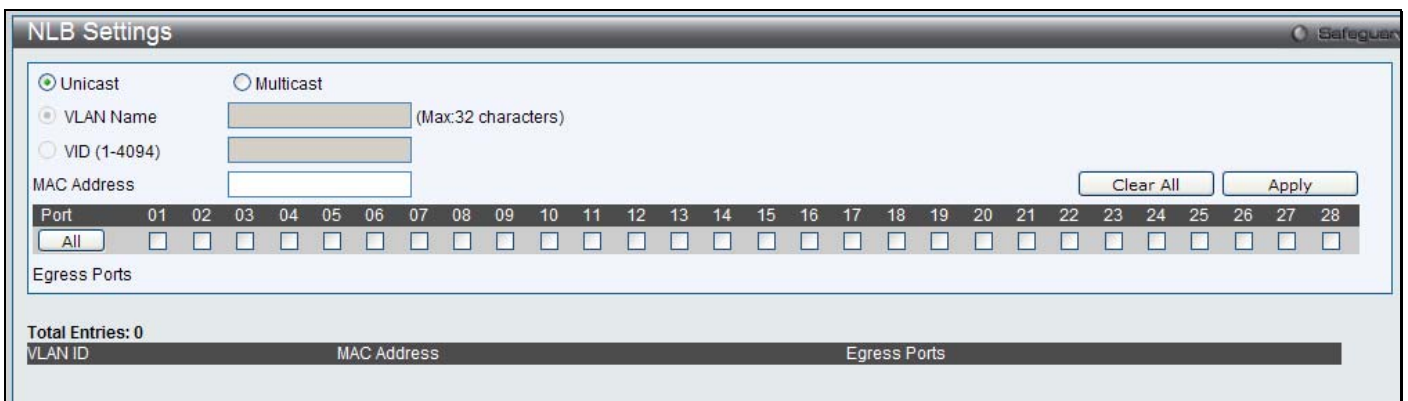 NLB Settings
Safeguar
Unicast Multicast
VLAN Name (Max:32 characters)
VID (1-4094)
MAC Address Clear All Apply
Port 01 02 03 04 05 06 07 08 09 10 11 12 13 14 15 16 17 18 19 20 21 22 23 24 25 26 27 28
All
Egress Ports
Total Entries: 0
VLAN ID MAC Address Egress Ports